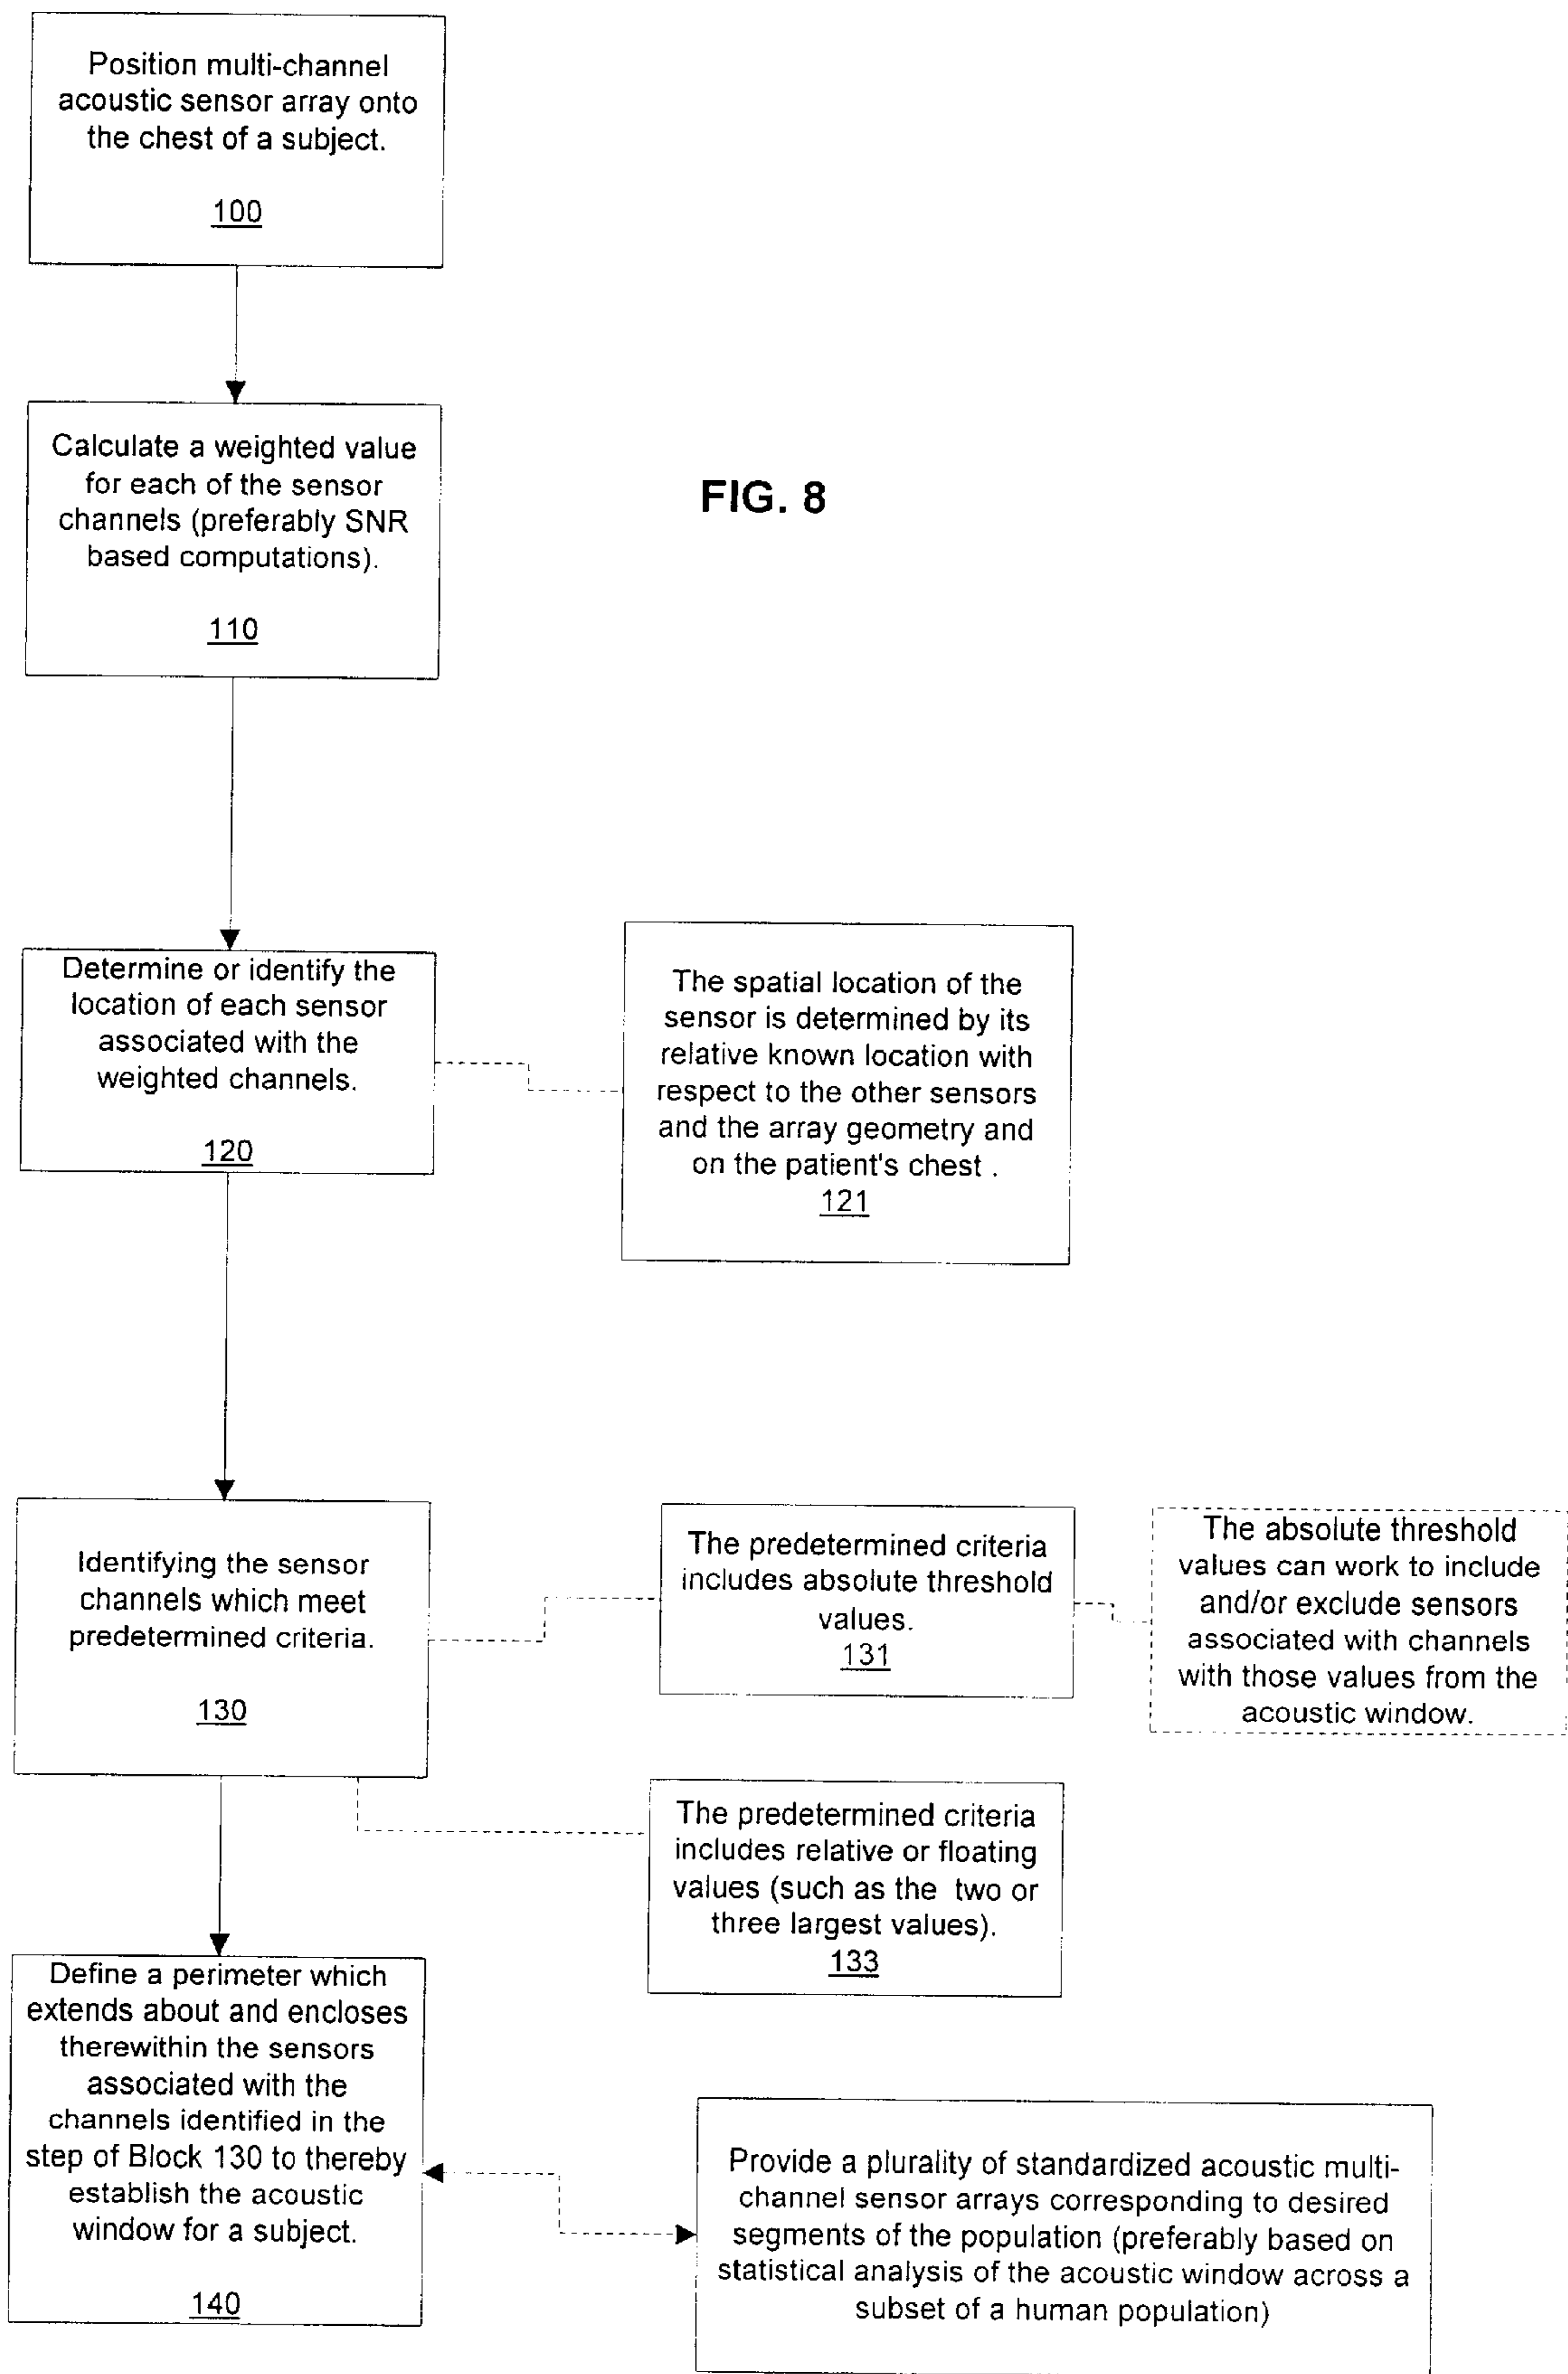 Position multi-channel
acoustic sensor array onto
the chest of a subject.
100
Calculate a weighted value
for each of the sensor
channels (preferably SNR
based computations).
110
FIG. 8
Determine or identify the
location of each sensor
associated with the
weighted channels.
120
The spatial location of the
sensor is determined by its
relative known location with
respect to the other sensors
and the array geometry and
on the patient's chest .
121
Identifying the sensor
channels which meet
predetermined criteria.
130
The predetermined criteria
includes absolute threshold
values.
131
The absolute threshold
values can work to include
and/or exclude sensors
associated with channels
with those values from the
acoustic window.
The predetermined criteria
includes relative or floating
values (such as the two or
three largest values).
133
Define a perimeter which
extends about and encloses
therewithin the sensors
associated with the
channels identified in the
step of Block 130 to thereby
establish the acoustic
window for a subject.
140
Provide a plurality of standardized acoustic multi-
channel sensor arrays corresponding to desired
segments of the population (preferably based on
statistical analysis of the acoustic window across a
subset of a human population)